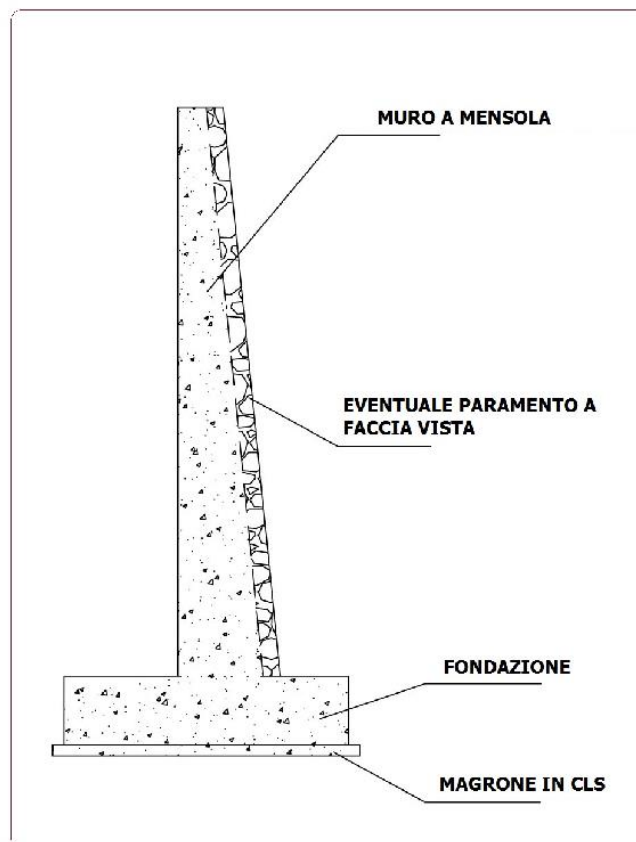 MURO A MENSOLA
EVENTUALE PARAMENTO A
FACCIA VISTA
FONDAZIONE
MAGRONE IN CLS